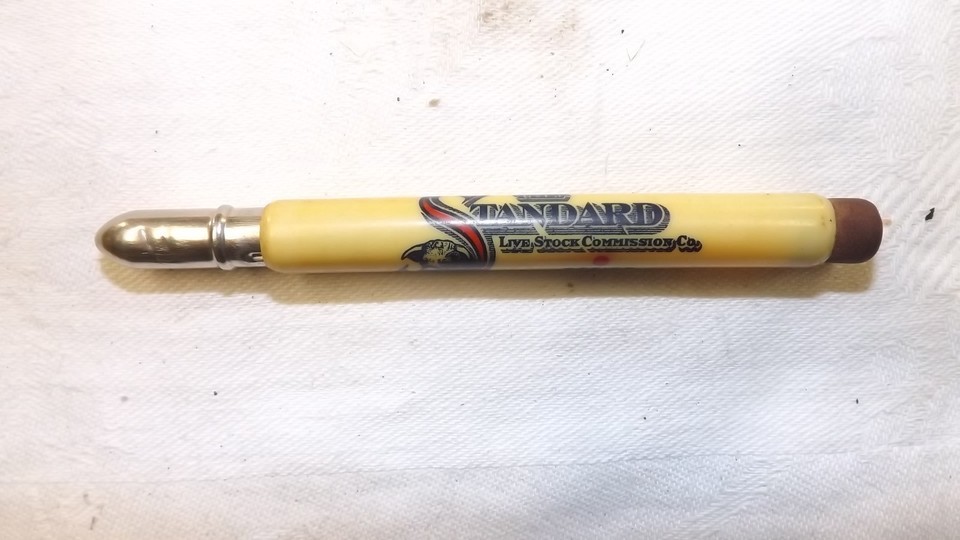 STANDARD
LIVE STOCK COMMISSION CO.